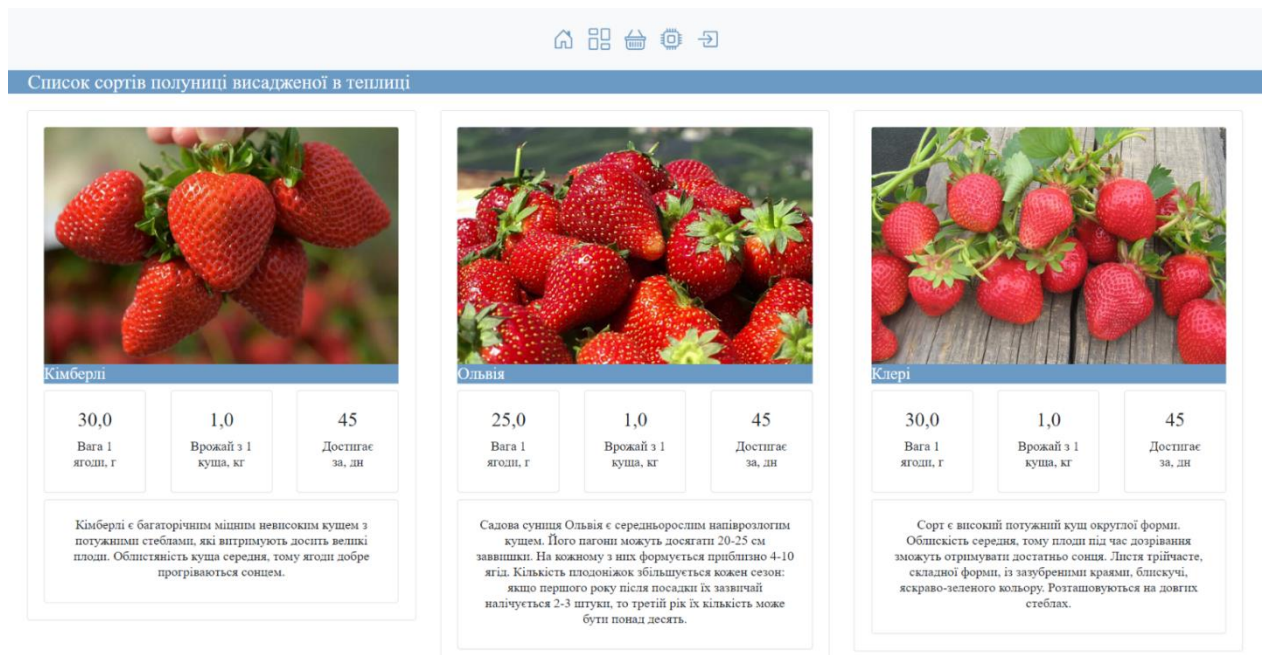 Список сортів полуниці висадженої в теплиці
Кімберлі
30,0
Вага 1
ягоди, г
1,0
Врожай з 1
куща, кг
45
Достигає
за, дн
Кімберлі є багаторічним міцним невисоким кущем з
потужними стеблами, які витримують досить великі
плоди. Облистяність куща середня, тому ягоди добре
прогріваються сонцем.
Ольвія
25,0
Вага 1
ягоди, г
1,0
Врожай з 1
куща, кг
45
Достигає
за, дн
Садова суниця Ольвія є середньорослим напіврозлогим
кущем. Його пагони можуть досягати 20-25 см
заввишки. На кожному з них формується приблизно 4-10
ягід. Кількість плодоніжок збільшується кожен сезон:
якщо першого року після посадки їх зазвичай
налічується 2-3 штуки, то третій рік їх кількість може
бути понад десять.
Клері
30,0
Вага 1
ягоди, г
1,0
Врожай з 1
куща, кг
45
Достигає
за, дн
Сорт є високий потужний кущ округлої форми.
Облискість середня, тому плоди під час дозрівання
зможуть отримувати достатньо сонця. Листя трійчасте,
складної форми, із зазубреними краями, блискучі,
яскраво-зеленого кольору. Розташовуються на довгих
стеблах.